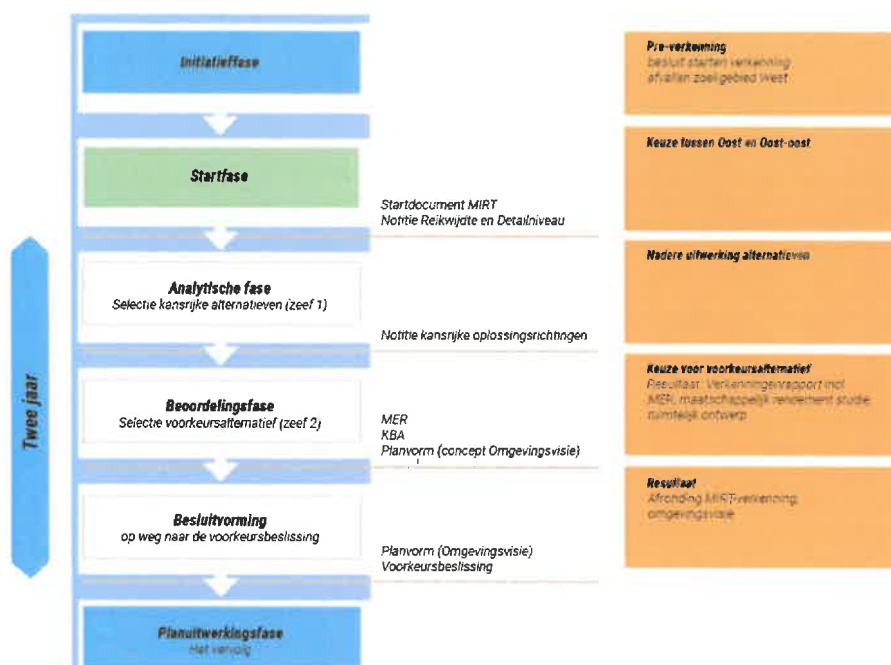 Initiatieffase
Pre-verkenning
besluit starten verkenning
afvallen zoekgebied West
Startfase
Keuze tussen Oost en Oost-oost
Startdocument MIRT
Notitie Reikwijdte en Detailniveau
Twee jaar
Analytische fase
Selectie kansrijke alternatieven (zeef 1)
Nadere uitwerking alternatieven
Notitie kansrijke oplossingsrichtingen
Beoordelingsfase
Selectie voorkeursalternatief (zeef 2)
Keuze voor voorkeursalternatief
Resultaat: Verkenningenrapport incl
MER, maatschappelijk rendement studie,
ruimtelijk ontwerp
MER
KBA
Planvorm (concept Omgevingsvisie)
Besluitvorming
op weg naar de voorkeursbeslissing
Resultaat
Afronding MIRT-verkenning,
omgevingsvisie
Planvorm (Omgevingsvisie)
Voorkeursbeslissing
Planuitwerkingsfase
Het vervolg